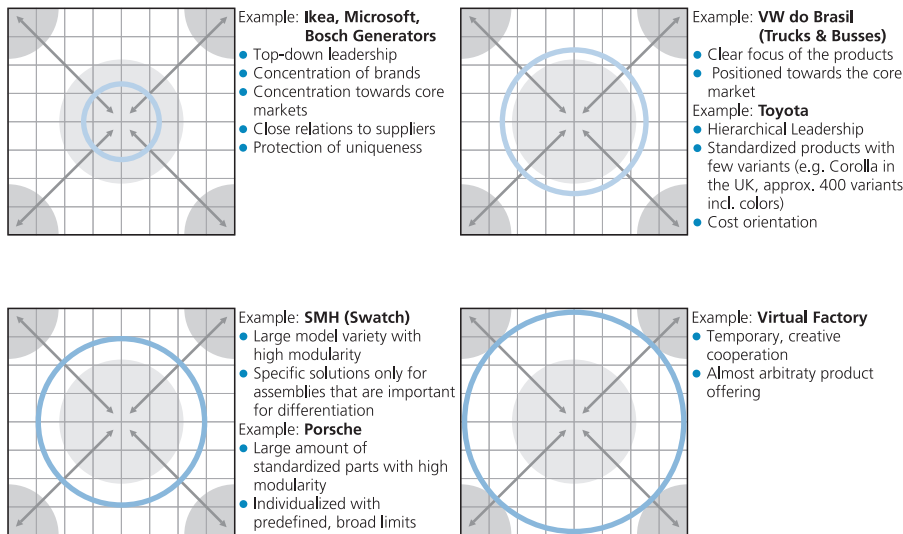 Example: Ikea, Microsoft,
Bosch Generators
● Top-down leadership
● Concentration of brands
● Concentration towards core
markets
● Close relations to suppliers
● Protection of uniqueness
Example: VW do Brasil
(Trucks & Busses)
● Clear focus of the products
● Positioned towards the core
market
Example: Toyota
● Hierarchical Leadership
● Standardized products with
few variants (e.g. Corolla in
the UK, approx. 400 variants
incl. colors)
● Cost orientation
Example: SMH (Swatch)
● Large model variety with
high modularity
● Specific solutions only for
assemblies that are important
for differentiation
Example: Porsche
● Large amount of
standardized parts with high
modularity
● Individualized with
predefined, broad limits
Example: Virtual Factory
● Temporary, creative
cooperation
● Almost arbitraty product
offering